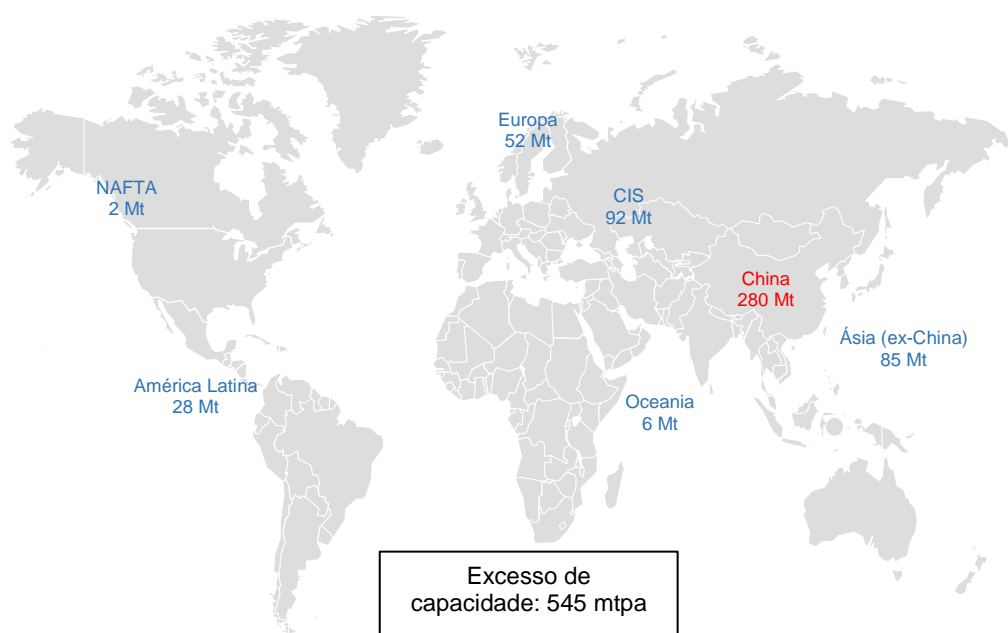 Europa
52 Mt
NAFTA
2 Mt
CIS
92 Mt
China
280 Mt
Ásia (ex-China)
85 Mt
América Latina
28 Mt
Oceania
6 Mt
Excesso de
capacidade: 545 mtpa